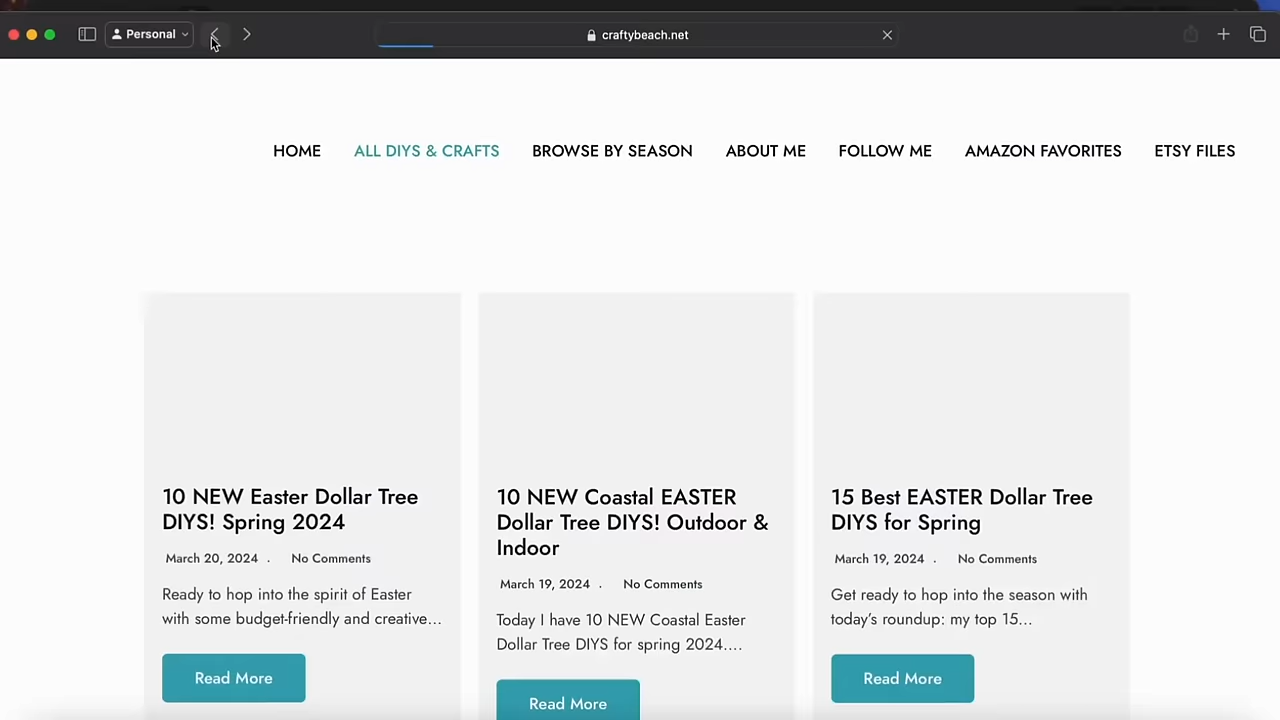 Personal
craftybeach.net
HOME ALL DIYS & CRAFTS BROWSE BY SEASON ABOUT ME FOLLOW ME AMAZON FAVORITES ETSY FILES
10 NEW Easter Dollar Tree
DIYS! Spring 2024
March 20, 2024 . No Comments
Ready to hop into the spirit of Easter
with some budget-friendly and creative…
Read More
10 NEW Coastal EASTER
Dollar Tree DIYS! Outdoor &
Indoor
March 19, 2024 . No Comments
Today I have 10 NEW Coastal Easter
Dollar Tree DIYS for spring 2024.…
Read More
15 Best EASTER Dollar Tree
DIYS for Spring
March 19, 2024 . No Comments
Get ready to hop into the season with
today’s roundup: my top 15…
Read More